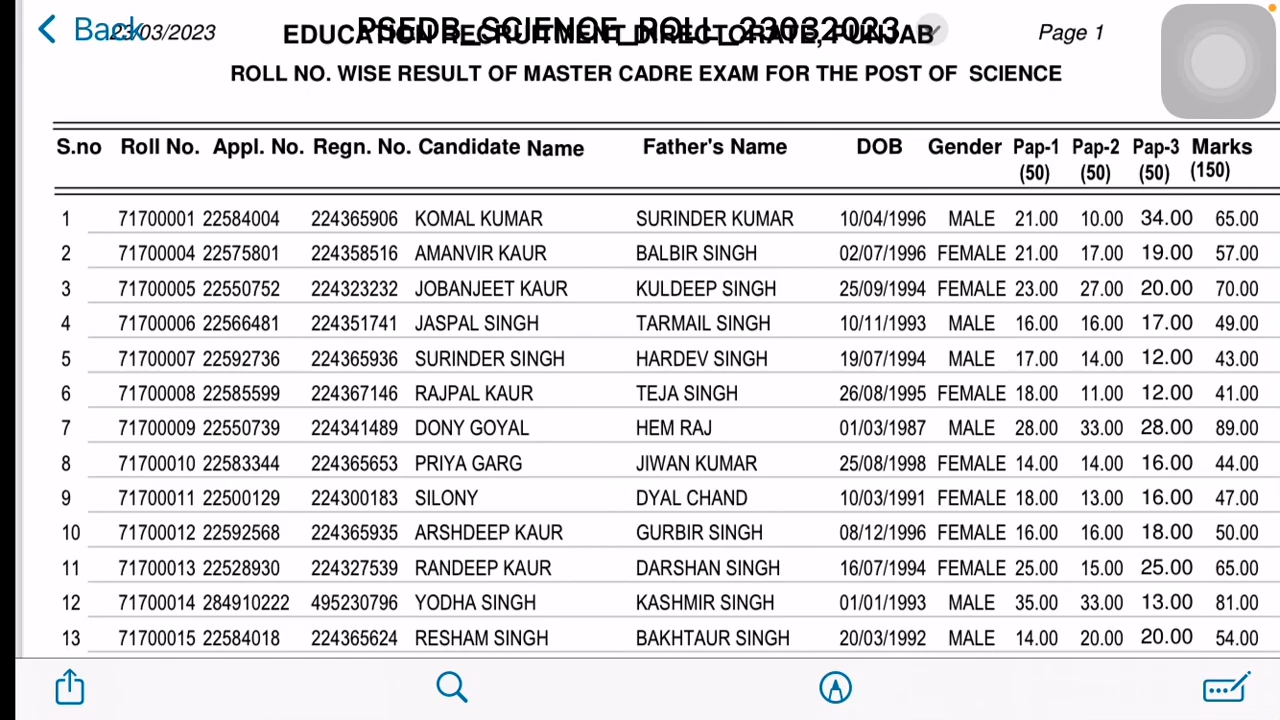 Back
23/03/2023
PSEDB_SCIENCE_ROLL_23032023
EDUCATION RECRUITMENT DIRECTORATE, PUNJAB
Page 1
ROLL NO. WISE RESULT OF MASTER CADRE EXAM FOR THE POST OF SCIENCE
S.no Roll No. Appl. No. Regn. No. Candidate Name Father's Name DOB Gender Pap-1 Pap-2 Pap-3 Marks
(50) (50) (50) (150)
1 71700001 22584004 224365906 KOMAL KUMAR SURINDER KUMAR 10/04/1996 MALE 21.00 10.00 34.00 65.00
2 71700004 22575801 224358516 AMANVIR KAUR BALBIR SINGH 02/07/1996 FEMALE 21.00 17.00 19.00 57.00
3 71700005 22550752 224323232 JOBANJEET KAUR KULDEEP SINGH 25/09/1994 FEMALE 23.00 27.00 20.00 70.00
4 71700006 22566481 224351741 JASPAL SINGH TARMAIL SINGH 10/11/1993 MALE 16.00 16.00 17.00 49.00
5 71700007 22592736 224365936 SURINDER SINGH HARDEV SINGH 19/07/1994 MALE 17.00 14.00 12.00 43.00
6 71700008 22585599 224367146 RAJPAL KAUR TEJA SINGH 26/08/1995 FEMALE 18.00 11.00 12.00 41.00
7 71700009 22550739 224341489 DONY GOYAL HEM RAJ 01/03/1987 MALE 28.00 33.00 28.00 89.00
8 71700010 22583344 224365653 PRIYA GARG JIWAN KUMAR 25/08/1998 FEMALE 14.00 14.00 16.00 44.00
9 71700011 22500129 224300183 SILONY DYAL CHAND 10/03/1991 FEMALE 18.00 13.00 16.00 47.00
10 71700012 22592568 224365935 ARSHDEEP KAUR GURBIR SINGH 08/12/1996 FEMALE 16.00 16.00 18.00 50.00
11 71700013 22528930 224327539 RANDEEP KAUR DARSHAN SINGH 16/07/1994 FEMALE 25.00 15.00 25.00 65.00
12 71700014 284910222 495230796 YODHA SINGH KASHMIR SINGH 01/01/1993 MALE 35.00 33.00 13.00 81.00
13 71700015 22584018 224365624 RESHAM SINGH BAKHTAUR SINGH 20/03/1992 MALE 14.00 20.00 20.00 54.00